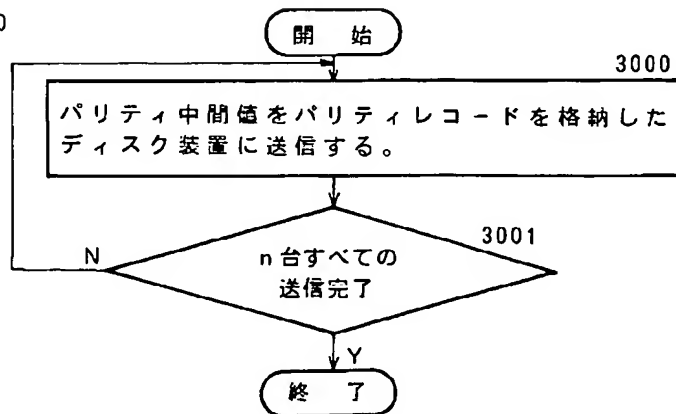 開 始
3000
パリティ中間値をパリティレコードを格納した
ディスク装置に送信する。
3001
N
n台すべての
送信完了
Y
終 了